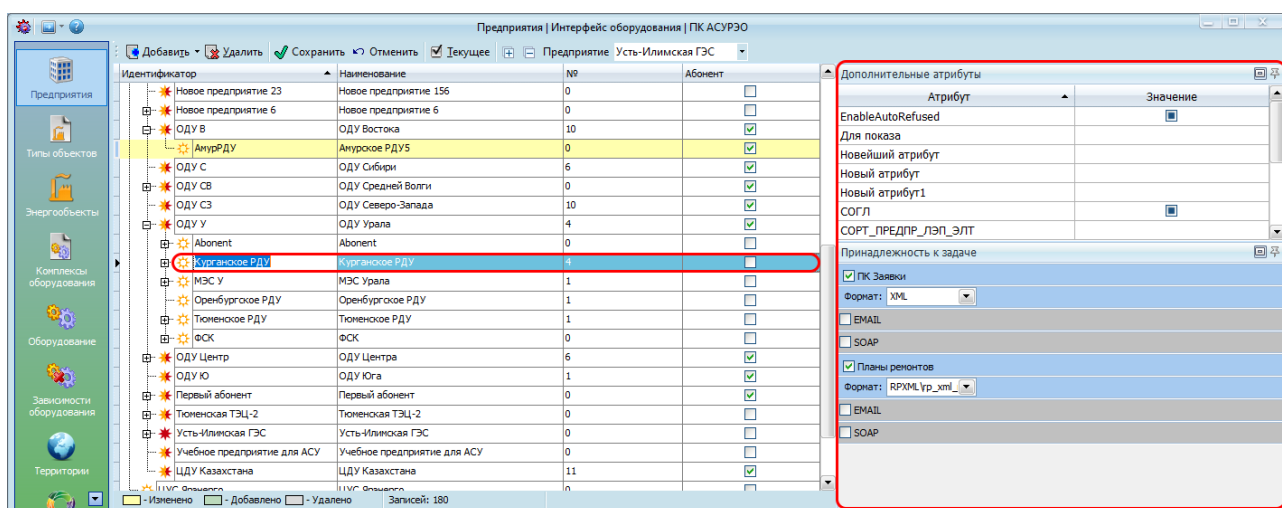 Предприятия | Интерфейс оборудования | ПК АСУРЭО
Добавить Удалить Сохранить Отменить Текущее Предприятие Усть-Илимская ГЭС
Предприятия
Типы объектов
Энергообъекты
Комплексы
оборудования
Оборудование
Зависимости
оборудования
Территории
Идентификатор Наименование № Абонент
Новое предприятие 23 Новое предприятие 156 0
Новое предприятие 6 Новое предприятие 6 0
ОДУ В ОДУ Востока 10
АмурРДУ Амурское РДУ5 0
ОДУ С ОДУ Сибири 6
ОДУ СВ ОДУ Средней Волги 0
ОДУ СЗ ОДУ Северо-Запада 10
ОДУ У ОДУ Урала 4
Abonent Abonent 0
Курганское РДУ Курганское РДУ 4
МЭС У МЭС Урала 1
Оренбургское РДУ Оренбургское РДУ 1
Тюменское РДУ Тюменское РДУ 1
ФСК ФСК 0
ОДУ Центр ОДУ Центра 6
ОДУ Ю ОДУ Юга 1
Первый абонент Первый абонент 0
Тюменская ТЭЦ-2 Тюменская ТЭЦ-2 0
Усть-Илимская ГЭС Усть-Илимская ГЭС 0
Учебное предприятие для АСУ Учебное предприятие для АСУ 0
ЦДУ Казахстана ЦДУ Казахстана 11
- Изменено - Добавлено - Удалено Записей: 180
Дополнительные атрибуты
Атрибут Значение
EnableAutoRefused
Для показа
Новейший атрибут
Новый атрибут
Новый атрибут1
СОГЛ
СОРТ_ПРЕДПР_ЛЭП_ЭЛТ
Принадлежность к задаче
ПК Заявки
Формат: XML
EMAIL
SOAP
Планы ремонтов
Формат: RPXML\rp_xml_
EMAIL
SOAP